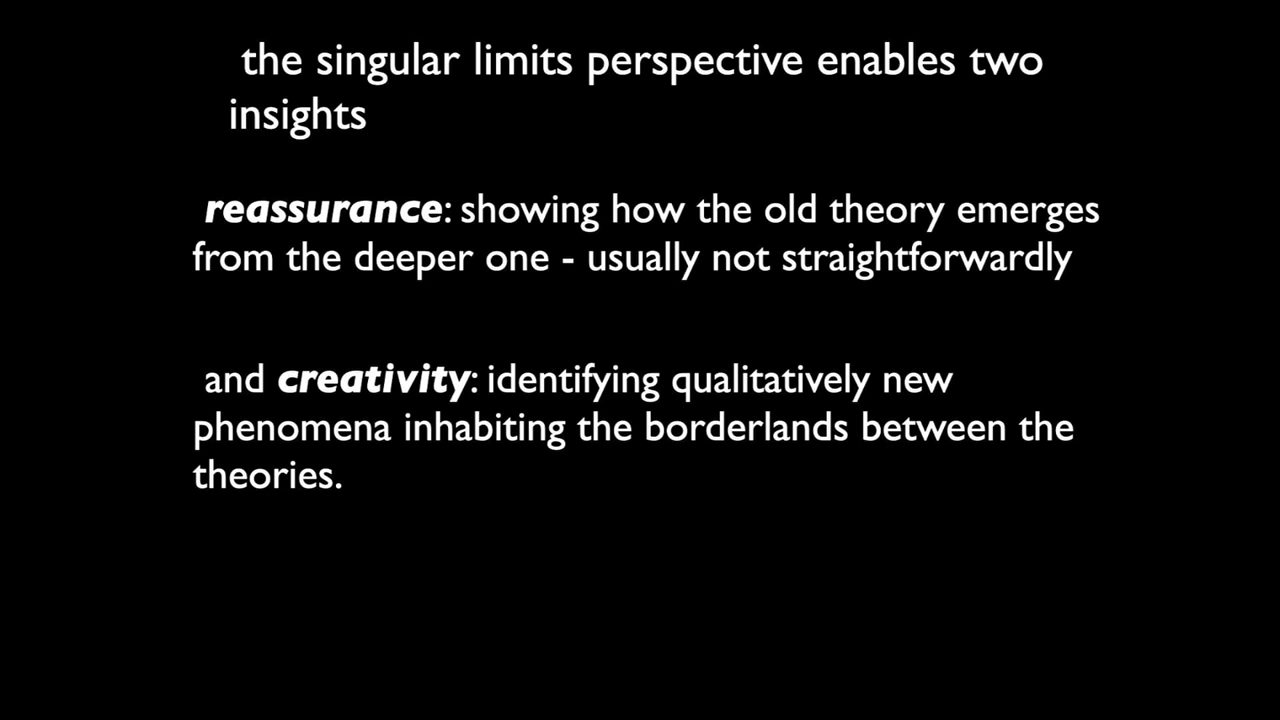 the singular limits perspective enables two
insights
reassurance: showing how the old theory emerges
from the deeper one - usually not straightforwardly
and creativity: identifying qualitatively new
phenomena inhabiting the borderlands between the
theories.